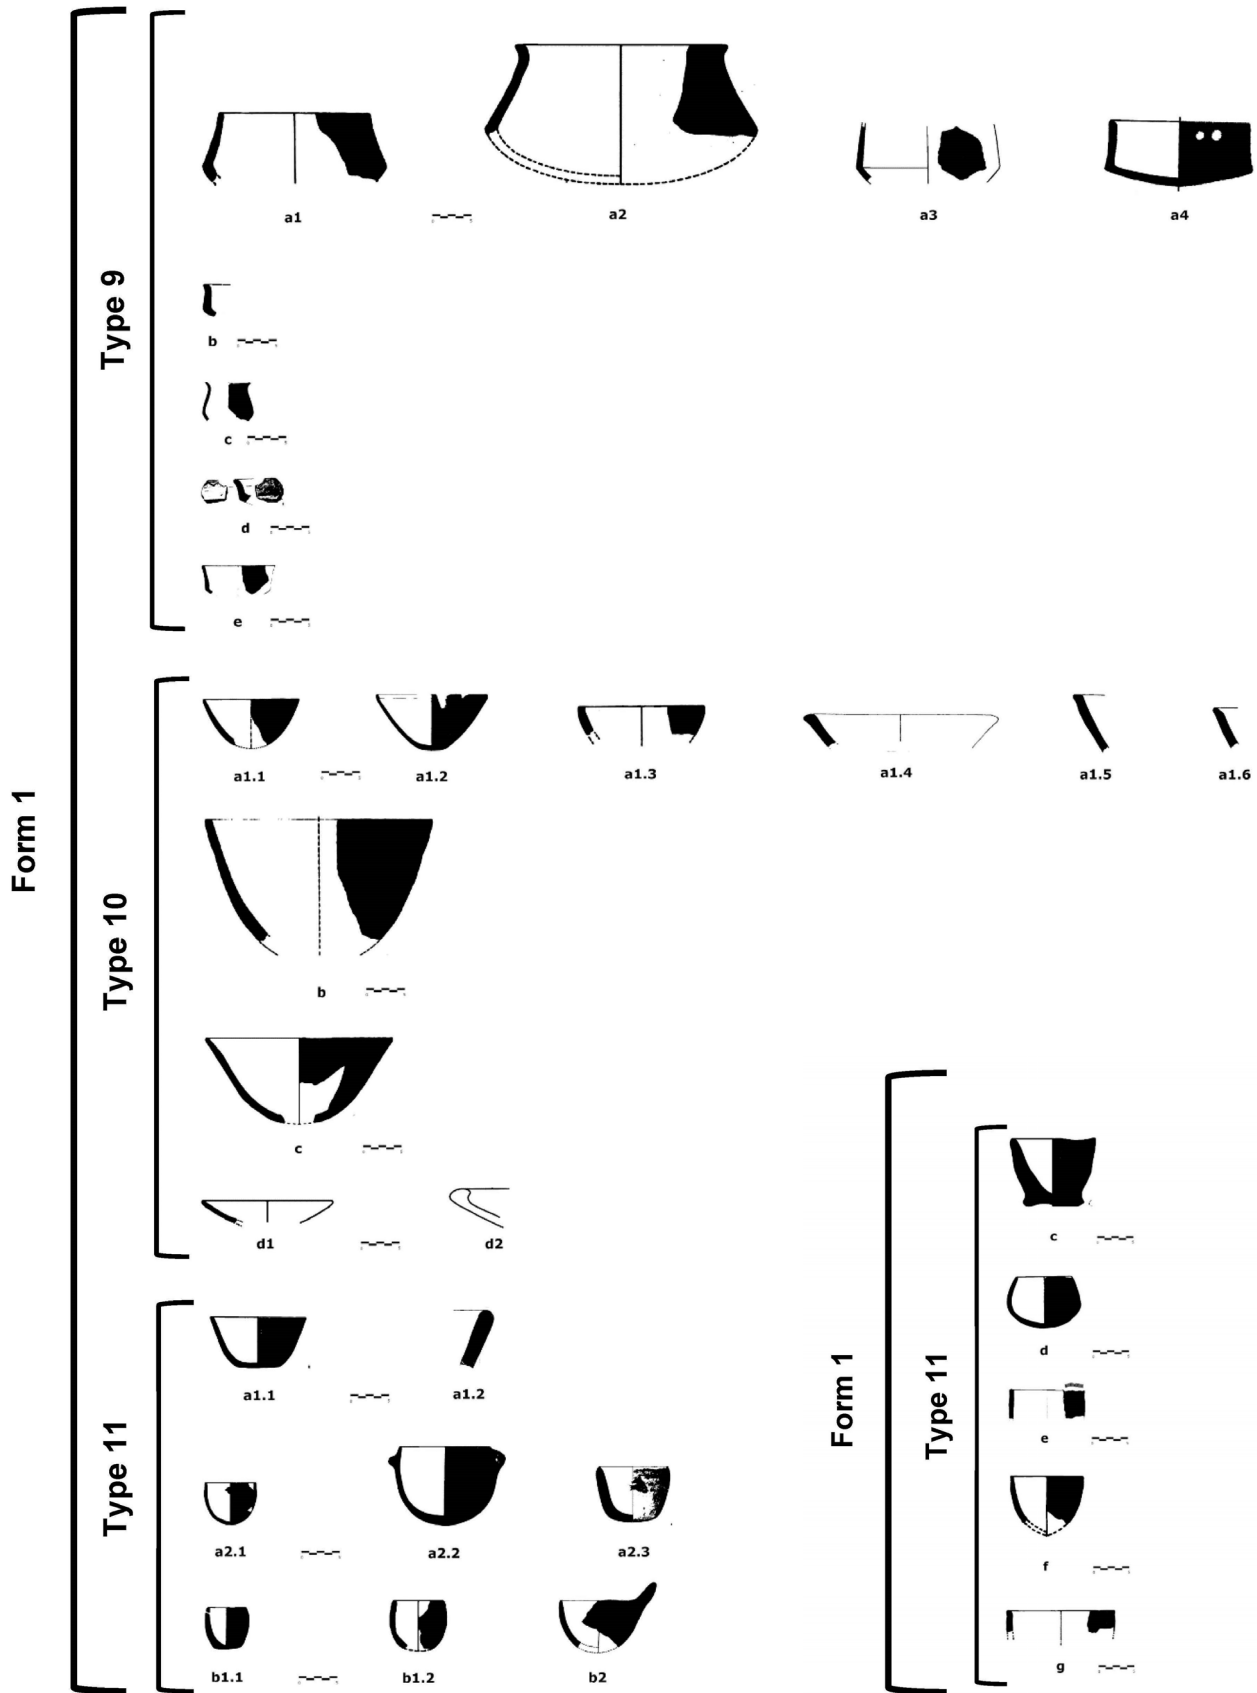 Form 1
Type 9
a1
a2
a3
a4
b
c
d
e
Type 10
a1.1
a1.2
a1.3
a1.4
a1.5
a1.6
b
c
d1
d2
Type 11
a1.1
a1.2
a2.1
a2.2
a2.3
b1.1
b1.2
b2
Form 1
Type 11
c
d
e
f
g